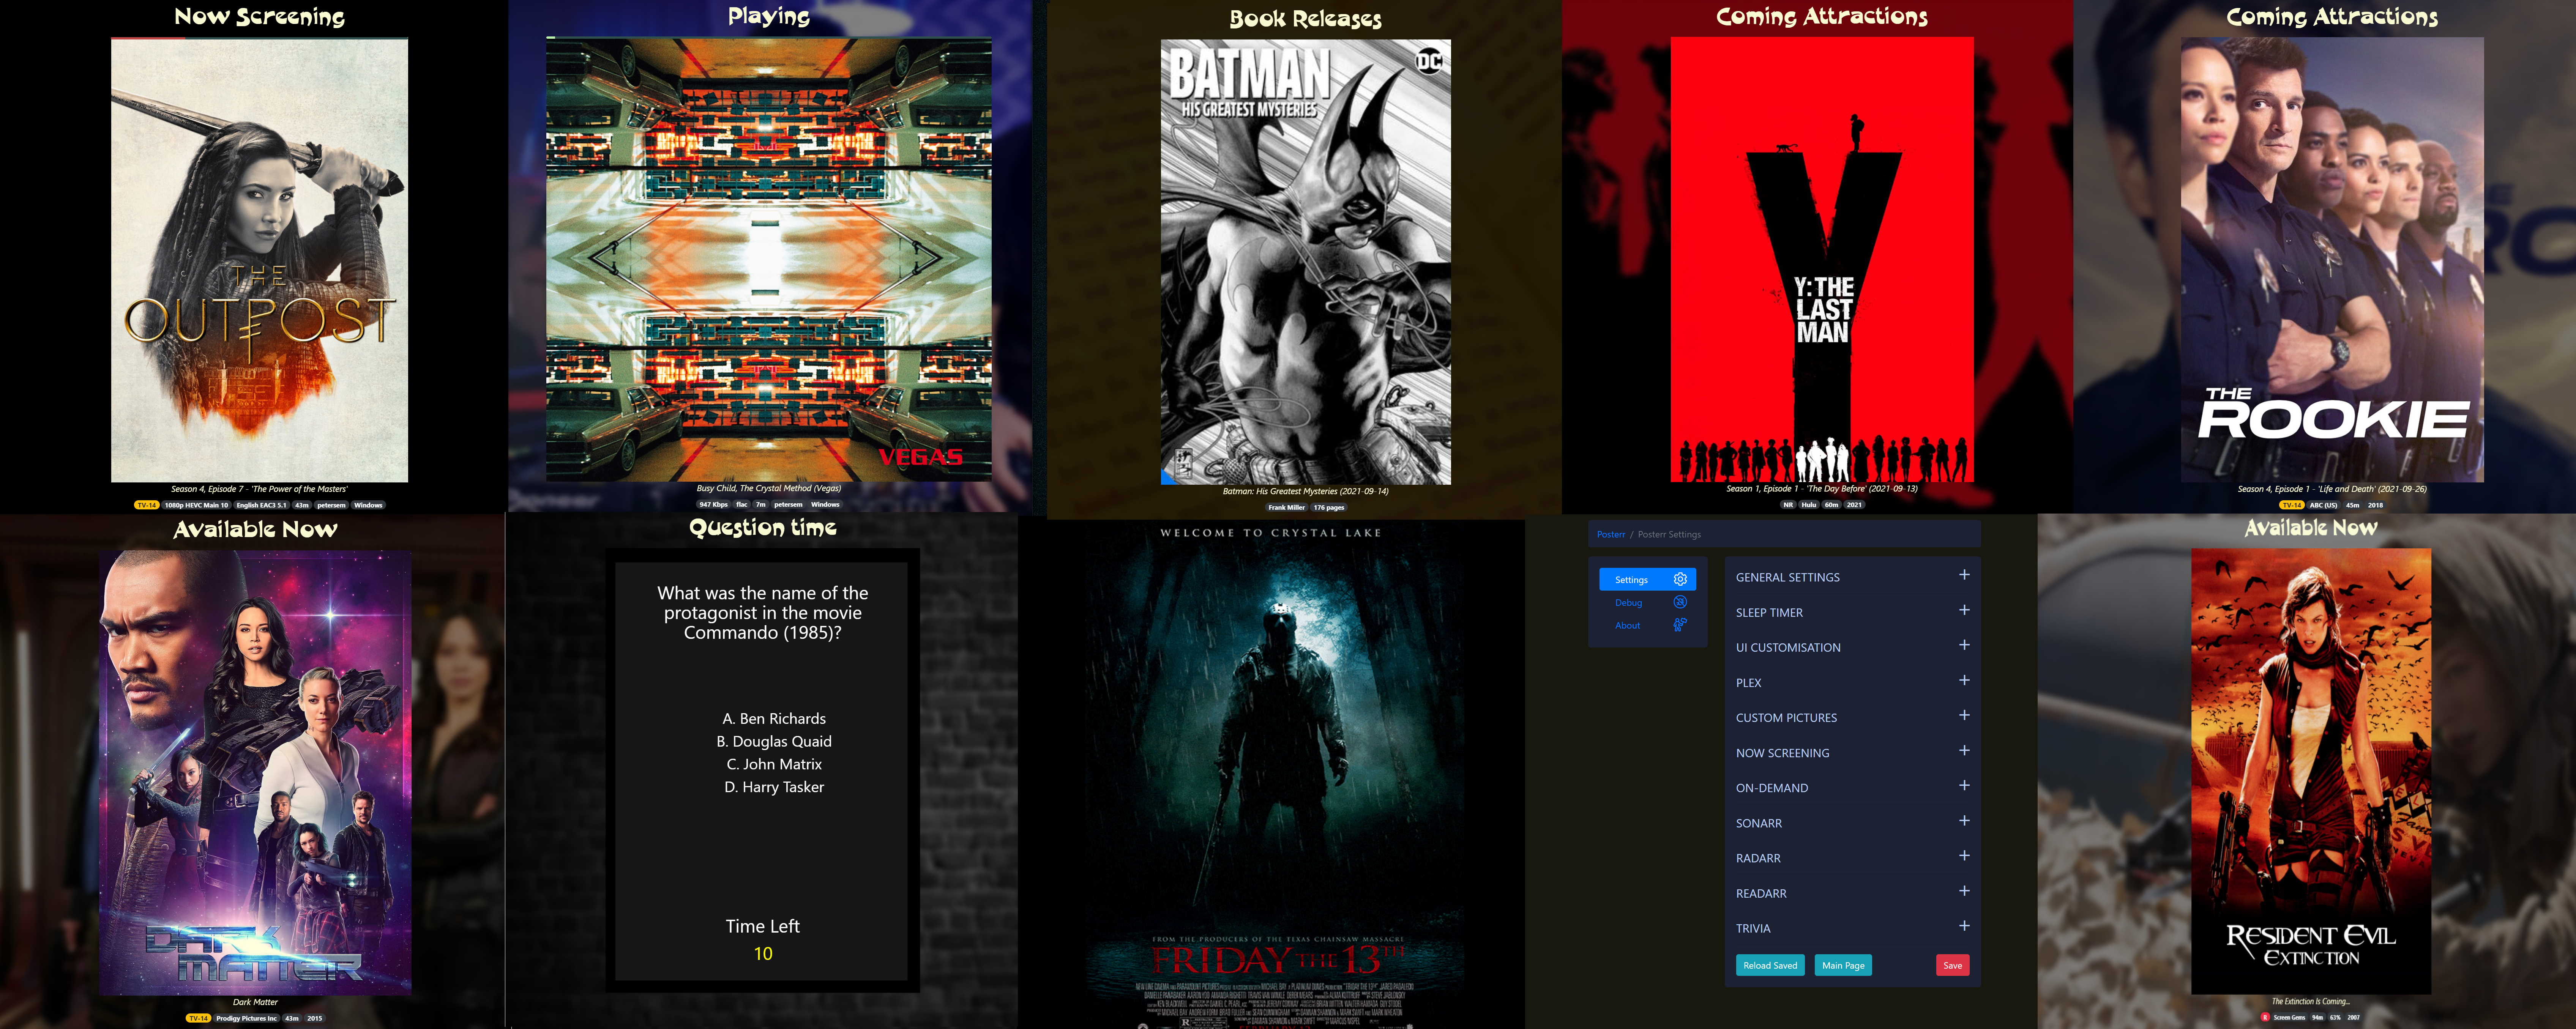 Now Screening
THE
OUTPOST
Season 4, Episode 7 - 'The Power of the Masters'
TV-14 1080p HEVC Main 10 English EAC3 5.1 43m petersem Windows
Playing
VEGAS
Busy Child, The Crystal Method (Vegas)
947 Kbps flac 7m petersem Windows
Book Releases
BATMAN
DC
HIS GREATEST MYSTERIES
Batman: His Greatest Mysteries (2021-09-14)
Frank Miller 176 pages
Coming Attractions
Y: THE
LAST
MAN
Season 1, Episode 1 - 'The Day Before' (2021-09-13)
NR Hulu 60m 2021
Coming Attractions
THE
ROOKIE
Season 4, Episode 1 - 'Life and Death' (2021-09-26)
TV-14 ABC (US) 45m 2018
Available Now
DARK
MATTER
Dark Matter
TV-14 Prodigy Pictures Inc 43m 2015
Question time
What was the name of the
protagonist in the movie
Commando (1985)?
A. Ben Richards
B. Douglas Quaid
C. John Matrix
D. Harry Tasker
Time Left
10
WELCOME TO CRYSTAL LAKE
FROM THE PRODUCERS OF THE TEXAS CHAINSAW MASSACRE
FRIDAY THE 13TH
Posterr / Posterr Settings
Settings
Debug
About
GENERAL SETTINGS
SLEEP TIMER
UI CUSTOMISATION
PLEX
CUSTOM PICTURES
NOW SCREENING
ON-DEMAND
SONARR
RADARR
READARR
TRIVIA
Reload Saved Main Page Save
Available Now
RESIDENT EVIL
EXTINCTION
The Extinction Is Coming...
R Screen Gems 94m 63% 2007